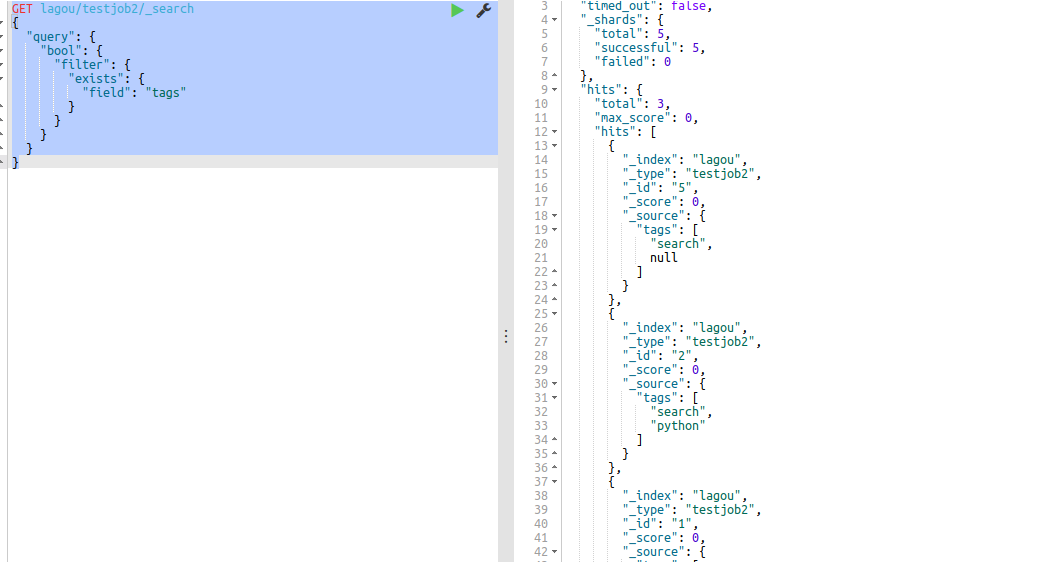 GET lagou/testjob2/_search
{
  "query": {
    "bool": {
      "filter": {
        "exists": {
          "field": "tags"
        }
      }
    }
  }
}
3 "timed_out": false,
4 "_shards": {
5 "total": 5,
6 "successful": 5,
7 "failed": 0
8 },
9 "hits": {
10 "total": 3,
11 "max_score": 0,
12 "hits": [
13 {
14 "_index": "lagou",
15 "_type": "testjob2",
16 "_id": "5",
17 "_score": 0,
18 "_source": {
19 "tags": [
20 "search",
21 null
22 ]
23 }
24 },
25 {
26 "_index": "lagou",
27 "_type": "testjob2",
28 "_id": "2",
29 "_score": 0,
30 "_source": {
31 "tags": [
32 "search",
33 "python"
34 ]
35 }
36 },
37 {
38 "_index": "lagou",
39 "_type": "testjob2",
40 "_id": "1",
41 "_score": 0,
42 "_source": {